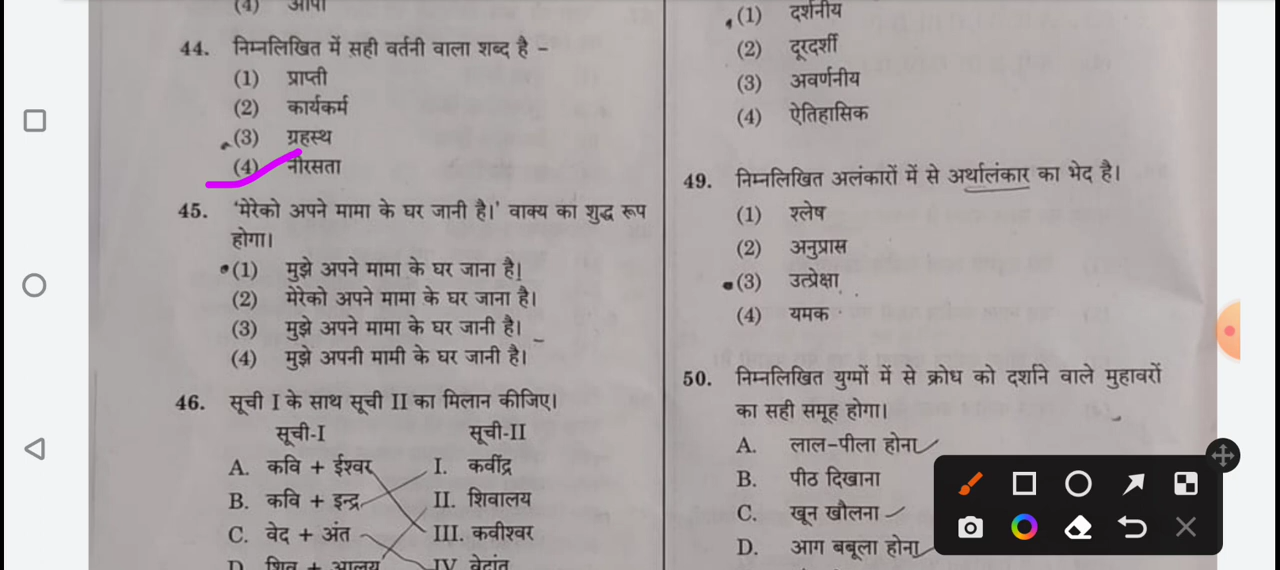 (4) आपा
44. निम्नलिखित में सही वर्तनी वाला शब्द है –
(1) प्राप्ती
(2) कार्यकर्म
(3) ग्रहस्थ
(4) नीरसता
45. 'मेरेको अपने मामा के घर जानी है।' वाक्य का शुद्ध रूप
होगा।
(1) मुझे अपने मामा के घर जाना है।
(2) मेरेको अपने मामा के घर जाना है।
(3) मुझे अपने मामा के घर जानी है।
(4) मुझे अपनी मामी के घर जानी है।
46. सूची I के साथ सूची II का मिलान कीजिए।
सूची-I सूची-II
A. कवि + ईश्वर I. कवींद्र
B. कवि + इन्द्र II. शिवालय
C. वेद + अंत III. कवीश्वर
D. शिव + आलय IV. वेदांत
(1) दर्शनीय
(2) दूरदर्शी
(3) अवर्णनीय
(4) ऐतिहासिक
49. निम्नलिखित अलंकारों में से अर्थालंकार का भेद है।
(1) श्लेष
(2) अनुप्रास
(3) उत्प्रेक्षा
(4) यमक
50. निम्नलिखित युग्मों में से क्रोध को दर्शाने वाले मुहावरों
का सही समूह होगा।
A. लाल-पीला होना
B. पीठ दिखाना
C. खून खौलना
D. आग बबूला होना